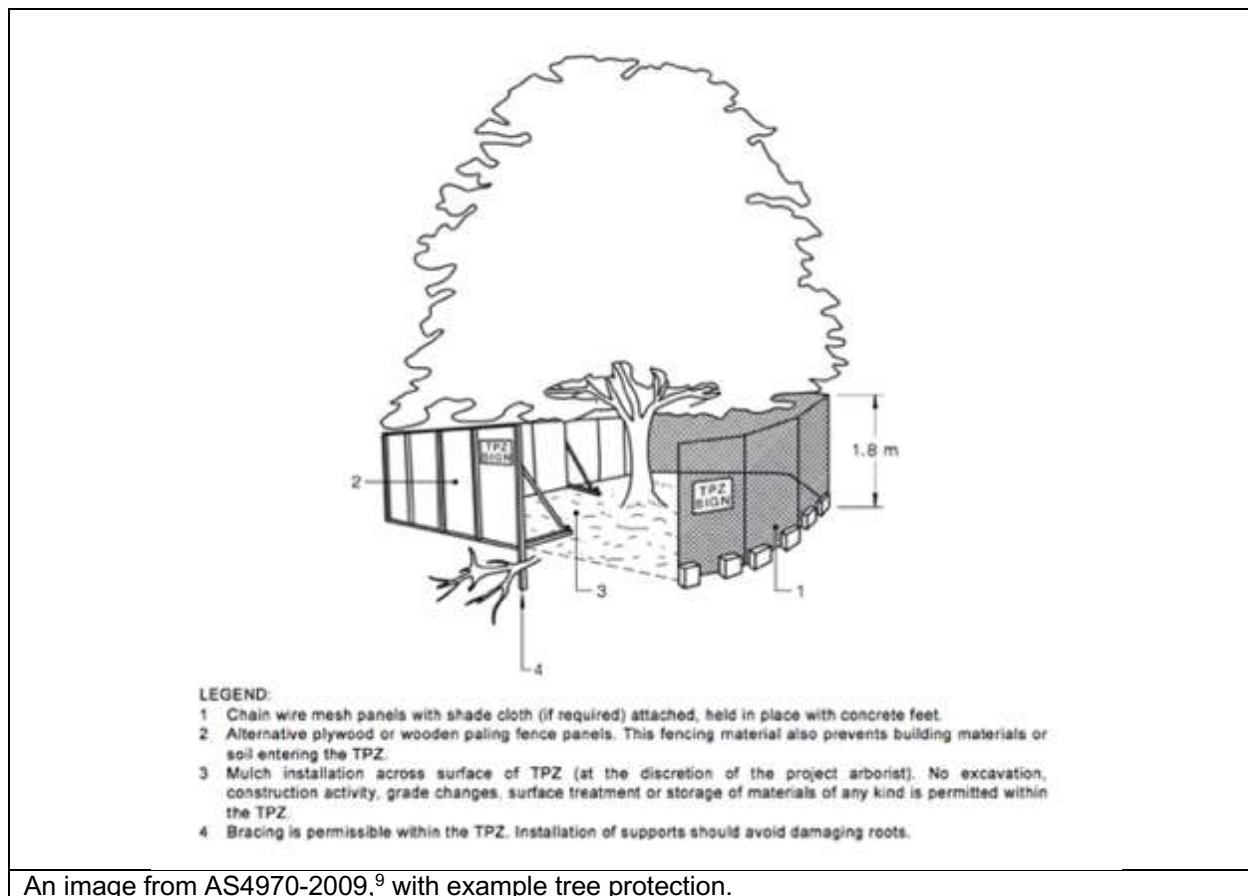 TPZ
SIGN
1.8 m
2
TPZ
SIGN
3
1
4
LEGEND:
1 Chain wire mesh panels with shade cloth (if required) attached, held in place with concrete feet.
2 Alternative plywood or wooden paling fence panels. This fencing material also prevents building materials or
soil entering the TPZ.
3 Mulch installation across surface of TPZ (at the discretion of the project arborist). No excavation,
construction activity, grade changes, surface treatment or storage of materials of any kind is permitted within
the TPZ.
4 Bracing is permissible within the TPZ. Installation of supports should avoid damaging roots.
An image from AS4970-2009,⁹ with example tree protection.